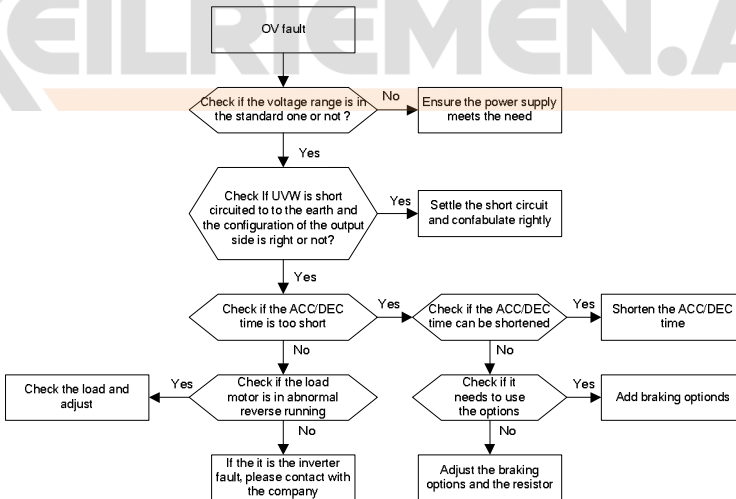 EILRIEMEN.A
OV fault
Check if the voltage range is in
the standard one or not ?
No
Ensure the power supply
meets the need
Yes
Check If UVW is short
circuited to to the earth and
the configuration of the output
side is right or not?
Yes
Settle the short circuit
and confabulate rightly
Yes
Check if the ACC/DEC
time is too short
Yes
Check if the ACC/DEC
time can be shortened
Yes
Shorten the ACC/DEC
time
No
No
Check the load and
adjust
Yes
Check if the load
motor is in abnormal
reverse running
Check if it
needs to use
the options
Yes
Add braking optionds
No
No
If the it is the inverter
fault, please contact with
the company
Adjust the braking
options and the resistor